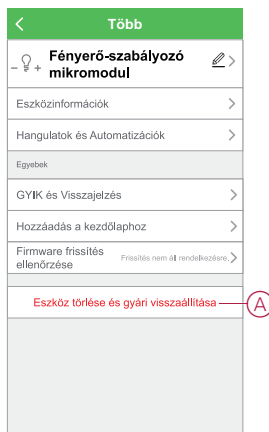 Több
Fényerő-szabályozó
mikromodul
Eszközinformációk
Hangulatok és Automatizációk
Egyebek
GYIK és Visszajelzés
Hozzáadás a kezdőlaphoz
Firmware frissítés
ellenőrzése
Frissítés nem áll rendelkezésre.
Eszköz törlése és gyári visszaállítása
A